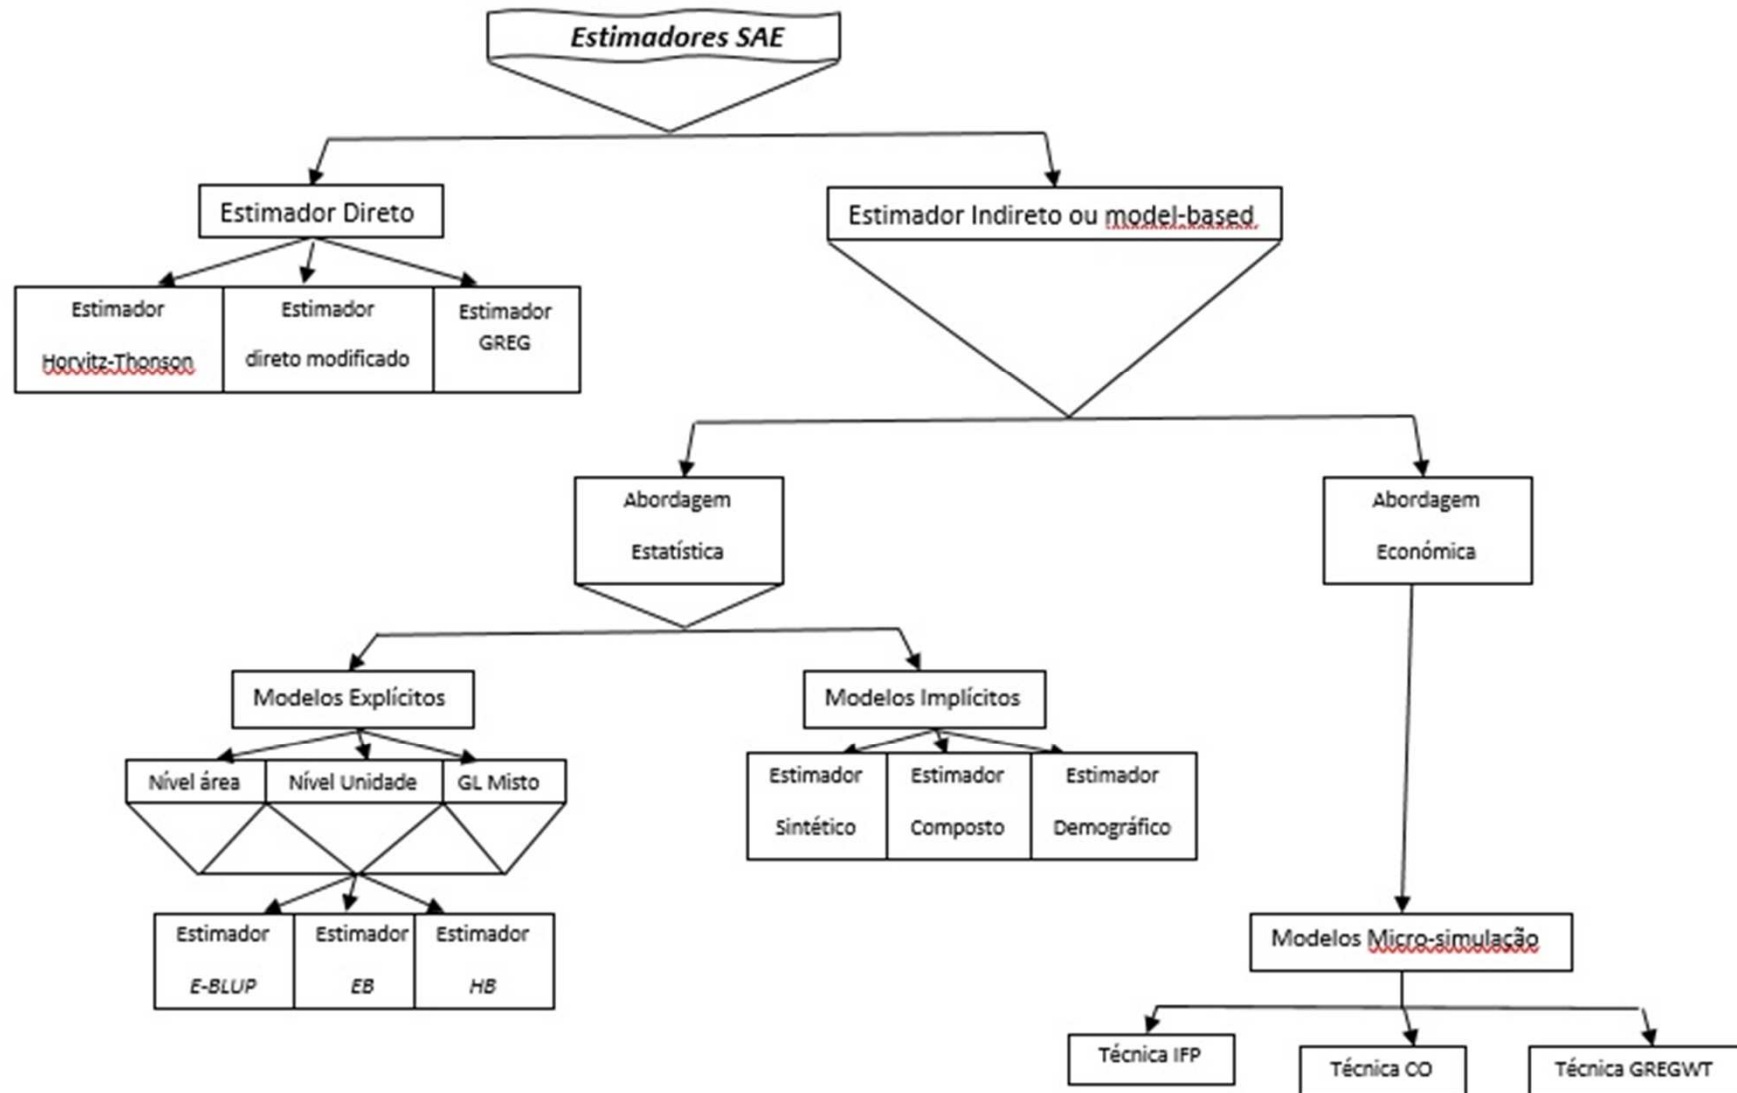 Estimadores SAE
Estimador Direto
Estimador Indireto ou model-based
Estimador
Horvitz-Thonson
Estimador
direto modificado
Estimador
GREG
Abordagem
Estatística
Abordagem
Económica
Modelos Explícitos
Modelos Implícitos
Nível área
Nível Unidade
GL Misto
Estimador
Sintético
Estimador
Composto
Estimador
Demográfico
Estimador
E-BLUP
Estimador
EB
Estimador
HB
Modelos Micro-simulação
Técnica IFP
Técnica CO
Técnica GREGWT